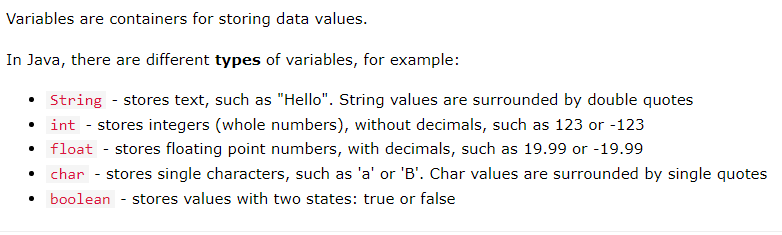 Variables are containers for storing data values.
In Java, there are different types of variables, for example:
• String - stores text, such as "Hello". String values are surrounded by double quotes
• int - stores integers (whole numbers), without decimals, such as 123 or -123
• float - stores floating point numbers, with decimals, such as 19.99 or -19.99
• char - stores single characters, such as 'a' or 'B'. Char values are surrounded by single quotes
• boolean - stores values with two states: true or false